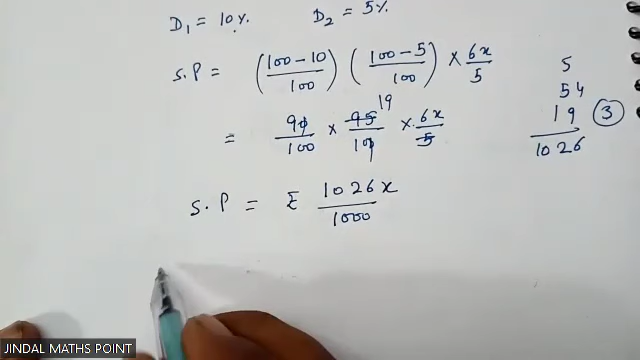 D₁ = 10%. D₂ = 5%.
S.P = (100-10/100) (100-5/100) × 6x/5
= 90/100 × 95/100 × 6x/5
19
5
54
19 3
1026
S.P = ₹ 1026x/1000
JINDAL MATHS POINT